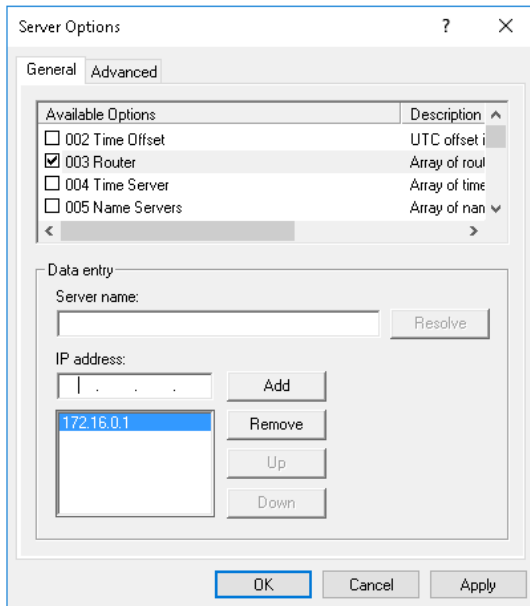 Server Options ?
General Advanced
Available Options Description
002 Time Offset UTC offset i
003 Router Array of rout
004 Time Server Array of time
005 Name Servers Array of nan
Data entry
Server name:
Resolve
IP address:
. . .
Add
172.16.0.1
Remove
Up
Down
OK Cancel Apply